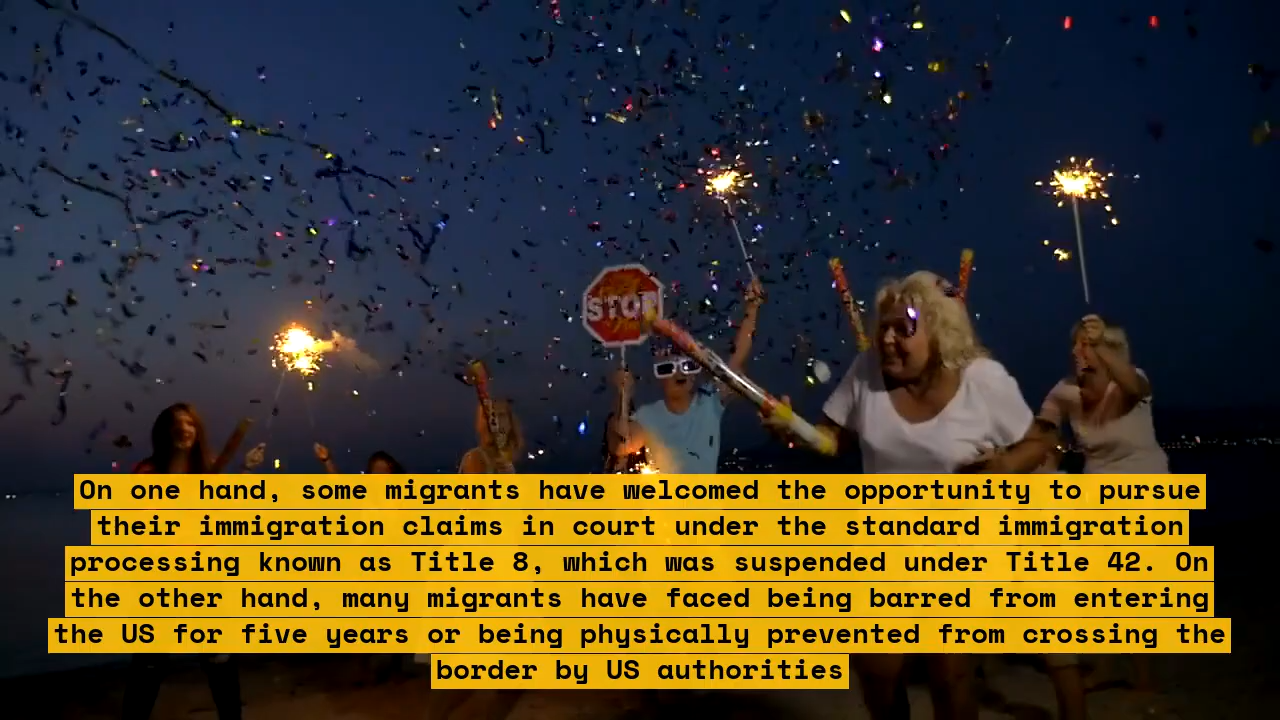 STOP
On one hand, some migrants have welcomed the opportunity to pursue
their immigration claims in court under the standard immigration
processing known as Title 8, which was suspended under Title 42. On
the other hand, many migrants have faced being barred from entering
the US for five years or being physically prevented from crossing the
border by US authorities